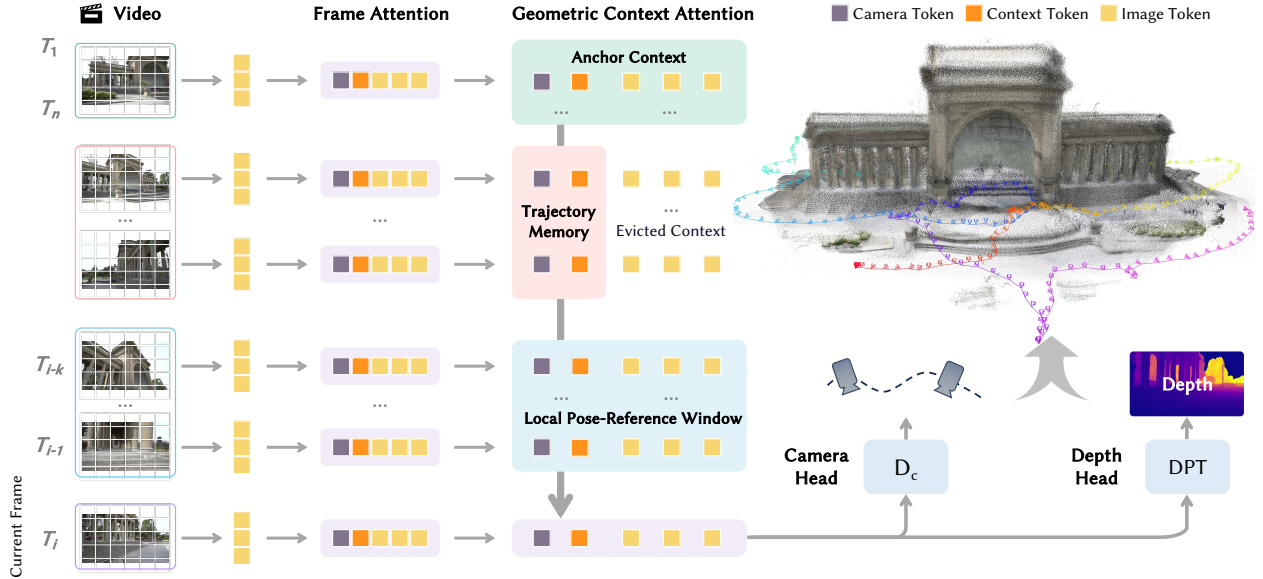 Video
Frame Attention
Geometric Context Attention
Camera Token
Context Token
Image Token
T1
Tn
Anchor Context
...
...
...
...
Trajectory
Memory
...
Evicted Context
Ti-k
...
...
...
...
Local Pose-Reference Window
Ti-1
Current Frame
Ti
Camera
Head
Dc
Depth
Depth
Head
DPT